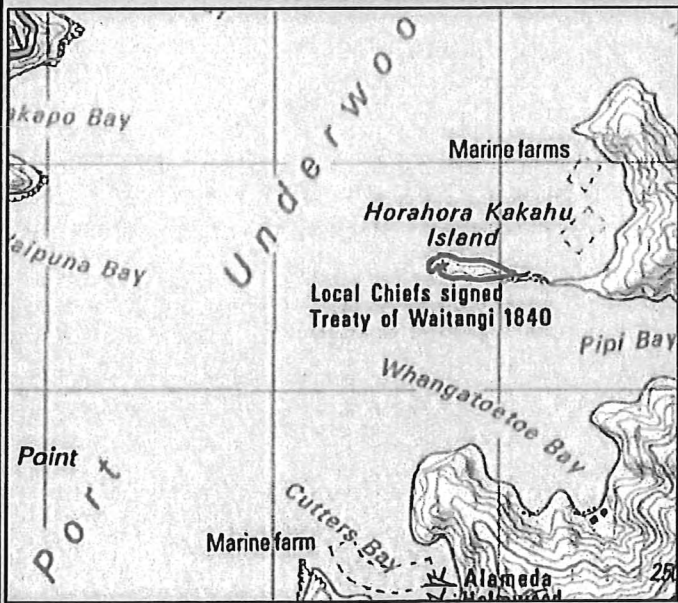 akapo Bay
Port Underwoo
Marine farms
Horahora Kakahu
Island
aipuna Bay
Local Chiefs signed
Treaty of Waitangi 1840
Pipi Bay
Whangatoetoe Bay
Point
Cutters Bay
Marine farm
Alameda
250